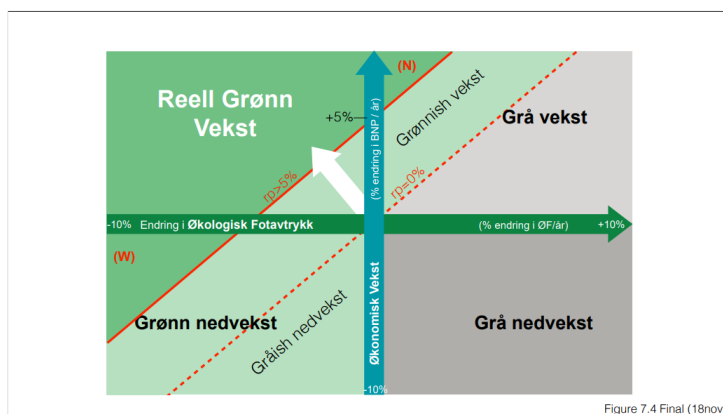 (N)
Reell Grønn
Vekst
+5%
(% endring i BNP / år)
Grønnish vekst
Grå vekst
rp>5%
rp=0%
-10% Endring i Økologisk Fotavtrykk
(% endring i ØF/år)
+10%
(W)
Grønn nedvekst
Gråish nedvekst
Økonomisk Vekst
Grå nedvekst
-10%
Figure 7.4 Final (18nov